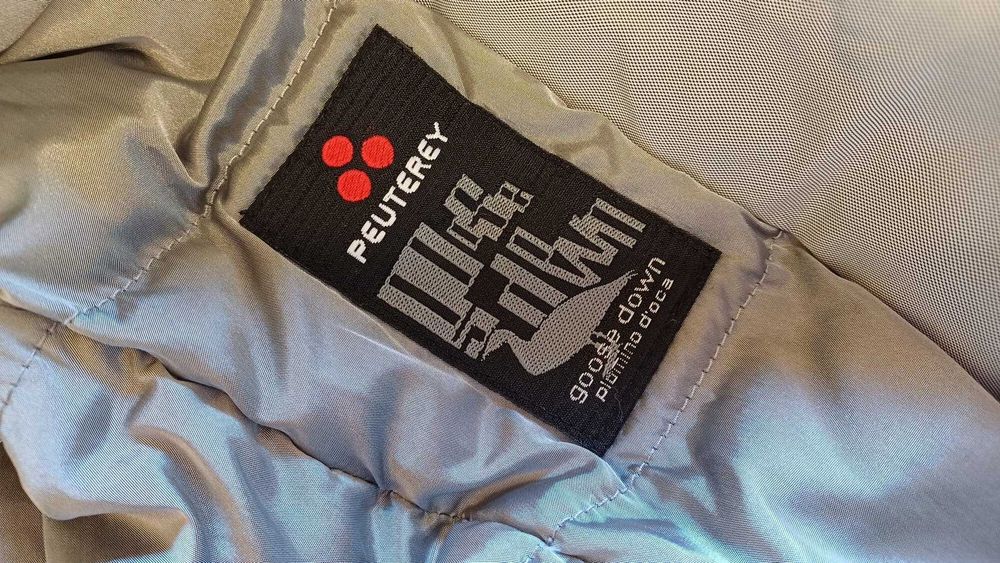 PEUTEREY
goose down
piumino d'oca